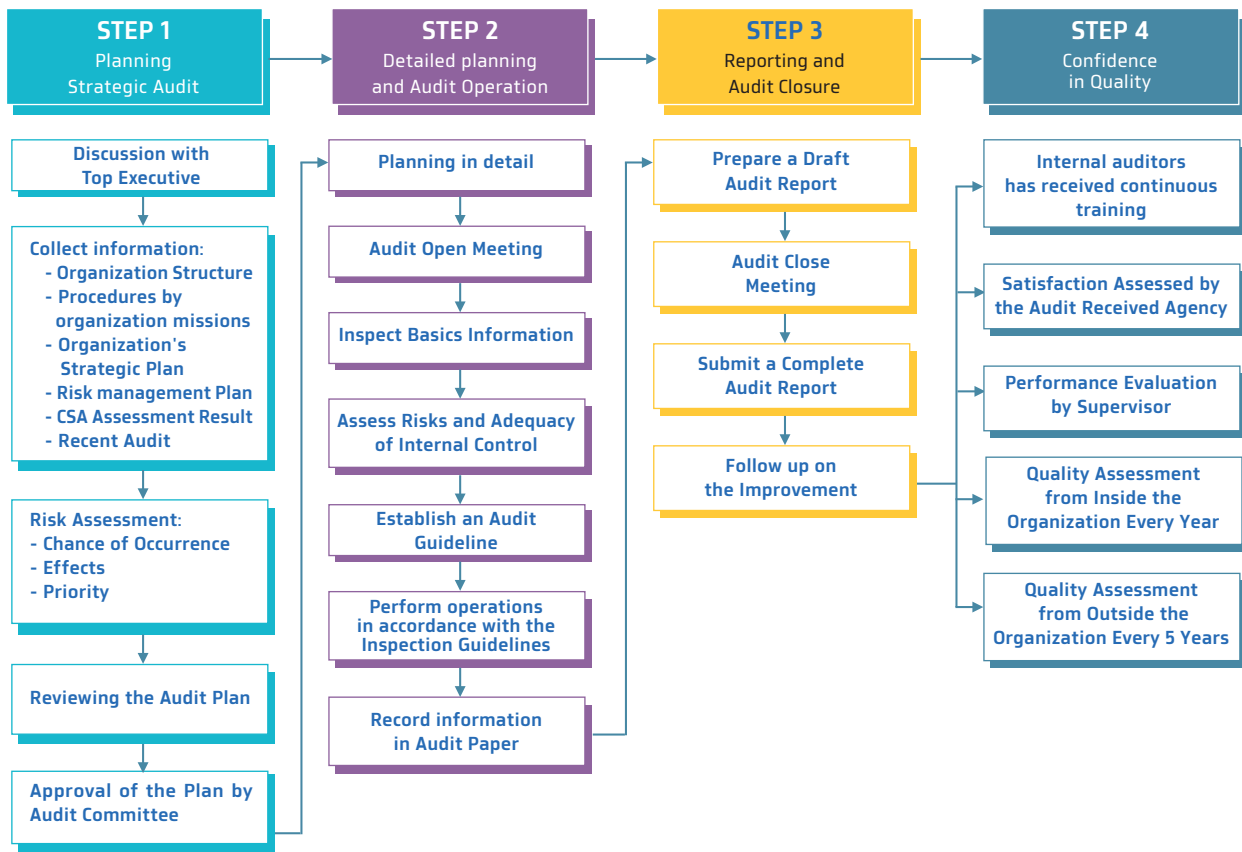 STEP 1
Planning
Strategic Audit
Discussion with
Top Executive
Collect information:
- Organization Structure
- Procedures by
organization missions
- Organization's
Strategic Plan
- Risk management Plan
- CSA Assessment Result
- Recent Audit
Risk Assessment:
- Chance of Occurrence
- Effects
- Priority
Reviewing the Audit Plan
Approval of the Plan by
Audit Committee
STEP 2
Detailed planning
and Audit Operation
Planning in detail
Audit Open Meeting
Inspect Basics Information
Assess Risks and Adequacy
of Internal Control
Establish an Audit
Guideline
Perform operations
in accordance with the
Inspection Guidelines
Record information
in Audit Paper
STEP 3
Reporting and
Audit Closure
Prepare a Draft
Audit Report
Audit Close
Meeting
Submit a Complete
Audit Report
Follow up on
the Improvement
STEP 4
Confidence
in Quality
Internal auditors
has received continuous
training
Satisfaction Assessed by
the Audit Received Agency
Performance Evaluation
by Supervisor
Quality Assessment
from Inside the
Organization Every Year
Quality Assessment
from Outside the
Organization Every 5 Years